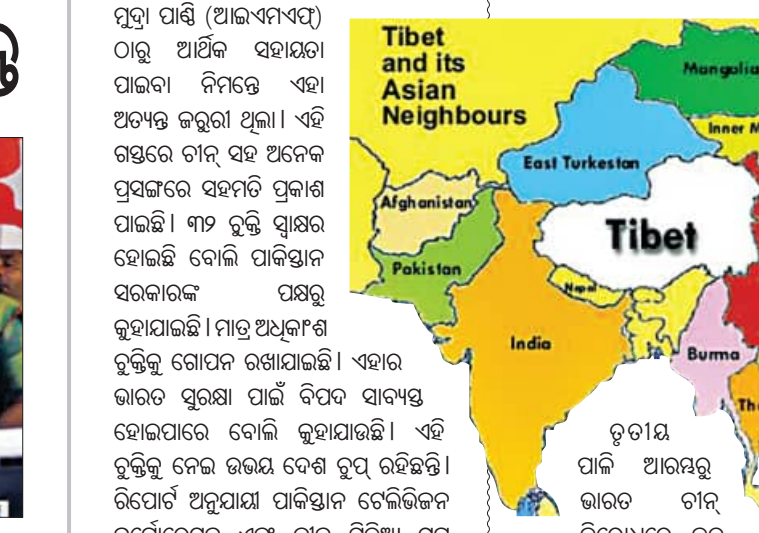 ମୁଦ୍ରା ପାଣ୍ଠି (ଆଇଏମଏଫ୍)
ଠାରୁ ଆର୍ଥିକ ସହାୟତା
ପାଇବା ନିମନ୍ତେ ଏହା
ଅତ୍ୟନ୍ତ ଜରୁରୀ ଥିଲା। ଏହି
ଗସ୍ତରେ ଚୀନ୍ ସହ ଅନେକ
ପ୍ରସଙ୍ଗରେ ସହମତି ପ୍ରକାଶ
ପାଇଛି। ୩୨ ଚୁକ୍ତି ସ୍ୱାକ୍ଷର
ହୋଇଛି ବୋଲି ପାକିସ୍ତାନ
ସରକାରଙ୍କ ପକ୍ଷରୁ
କୁହାଯାଇଛି। ମାତ୍ର ଅଧିକାଂଶ
ଚୁକ୍ତିକୁ ଗୋପନ ରଖାଯାଇଛି। ଏହାର
ଭାରତ ସୁରକ୍ଷା ପାଇଁ ବିପଦ ସାବ୍ୟସ୍ତ
ହୋଇପାରେ ବୋଲି କୁହାଯାଉଛି। ଏହି
ଚୁକ୍ତିକୁ ନେଇ ଉଭୟ ଦେଶ ଚୁପ୍ ରହିଛନ୍ତି।
ରିପୋର୍ଟ ଅନୁଯାୟୀ ପାକିସ୍ତାନ ଟେଲିଭିଜନ
Tibet
and its
Asian
Neighbours
Mongolia
Inner M
East Turkestan
Afghanistan
Tibet
Pakistan
Nepal
India
Burma
Th
ତୃତୀୟ
ପାଳି ଆରମ୍ଭରୁ
ଭାରତ ଚୀନ୍